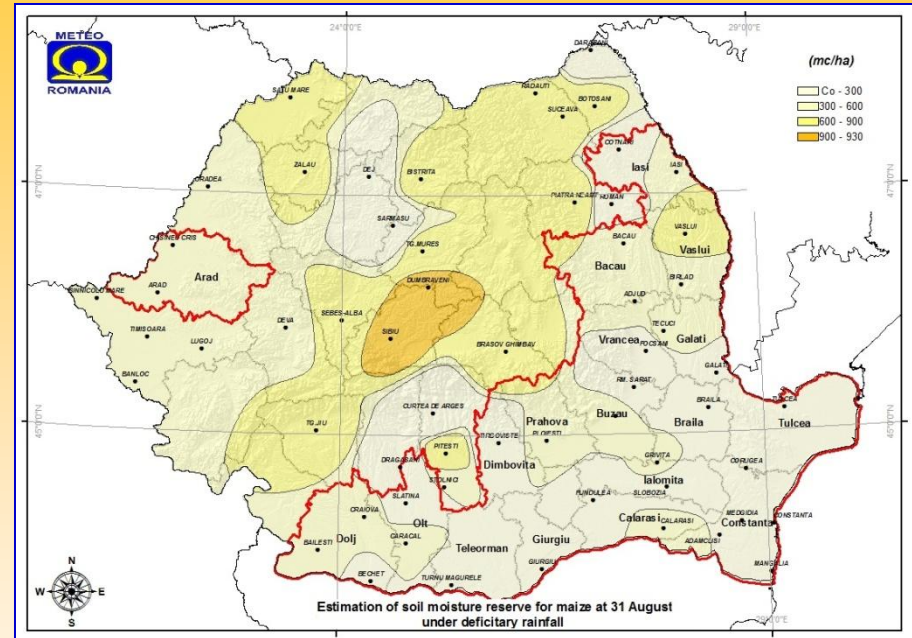 METEO
ROMANIA
24°0'0"E
29°0'0"E
(mc/ha)
Co - 300
300 - 600
600 - 900
900 - 930
DARABANI
RADAUTI
SATU MARE
SUCEAVA
BOTOSANI
COTNARI
Iasi
IASI
ZALAU
DEJ
BISTRITA
ORADEA
47°0'0"N
47°0'0"N
PIATRA NEAMT
ROMAN
SARMASU
VASLUI
Vaslui
CHISINEU CRIS
TG.MURES
BACAU
Bacau
Arad
ARAD
DUMBRAVENI
BIRLAD
SINNICOLO MARE
ADJUD
DEVA
SEBES-ALBA
TIMISOARA
SIBIU
TECUCI
LUGOJ
BRASOV GHIMBAV
Vrancea
FOCSANI
Galati
BANLOC
GALATI
RM. SARAT
CURTEA DE ARGES
BRAILA
TULCEA
Tulcea
45°0'0"N
45°0'0"N
TG.JIU
Prahova
Buzau
Braila
TIRGOVISTE
PLOIESTI
PITESTI
Dimbovita
GRIVITA
CORUGEA
DRAGASANI
STOLNICI
Ialomita
SLATINA
FUNDULEA
SLOBOZIA
CRAIOVA
Olt
MEDGIDIA
CONSTANTA
Calarasi
CALARASI
Constanta
Dolj
CARACAL
Teleorman
Giurgiu
ADAMCLISI
BAILESTI
BECHET
TURNU MAGURELE
GIURGIU
MANGALIA
N
W
E
S
Estimation of soil moisture reserve for maize at 31 August
under deficitary rainfall
29°0'0"E